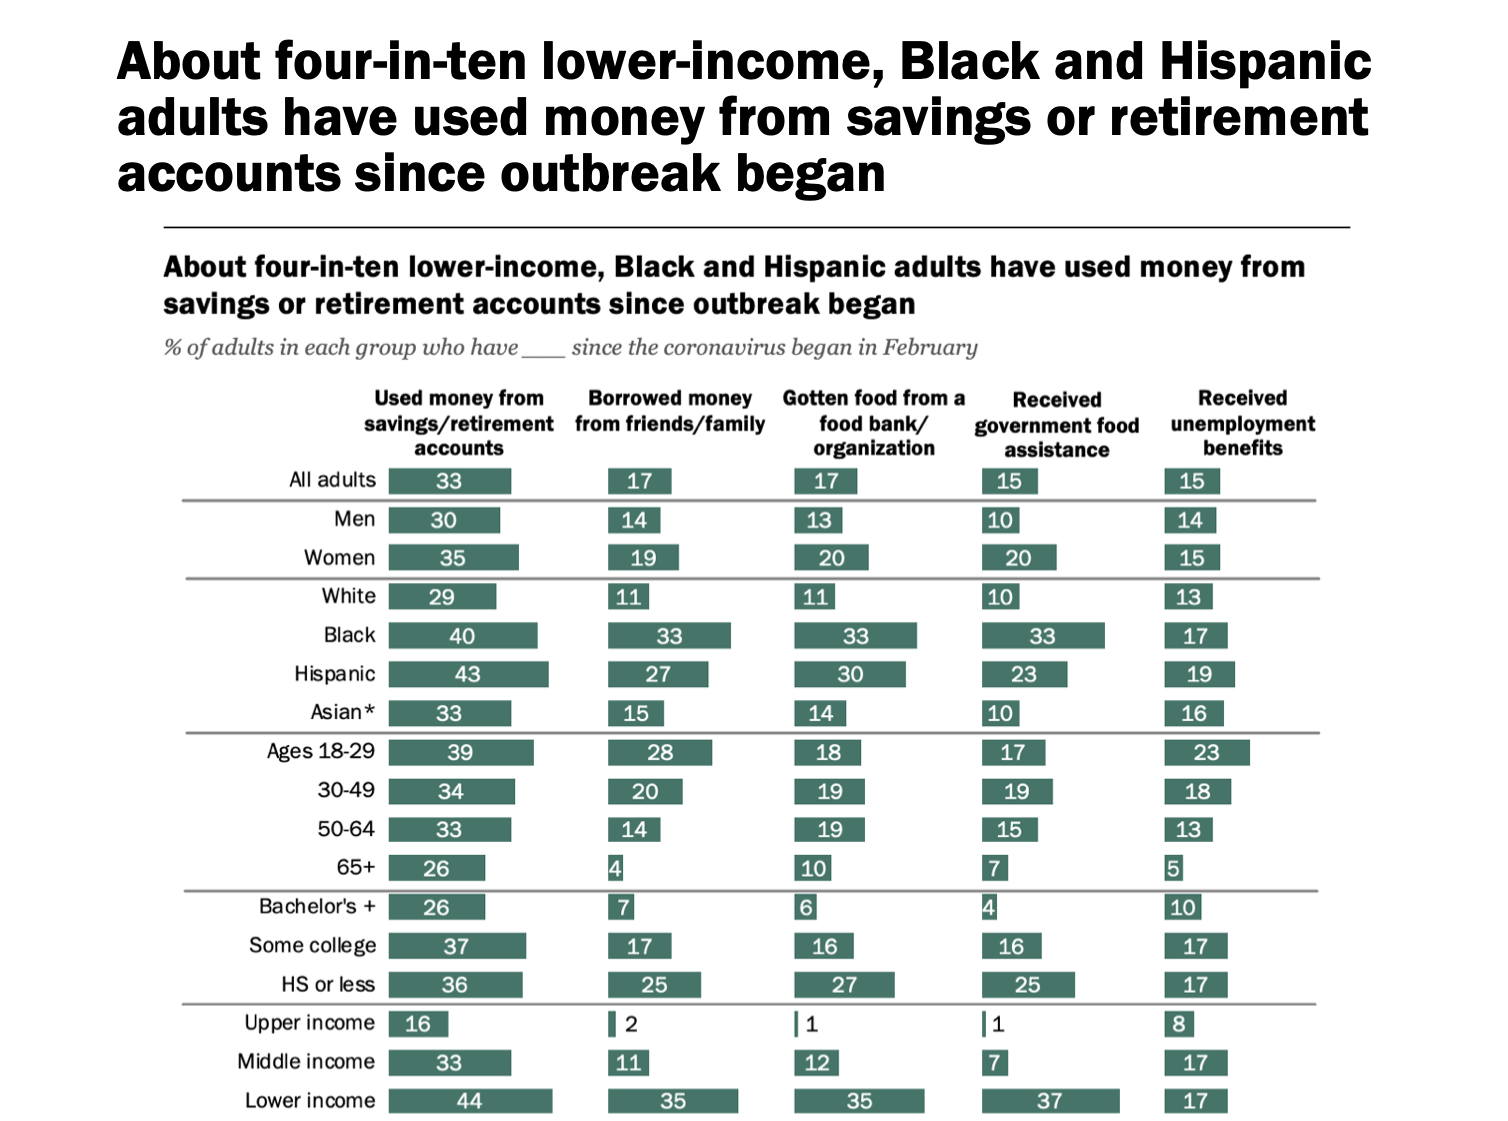 About four-in-ten lower-income, Black and Hispanic
adults have used money from savings or retirement
accounts since outbreak began
About four-in-ten lower-income, Black and Hispanic adults have used money from
savings or retirement accounts since outbreak began
% of adults in each group who have ___ since the coronavirus began in February
Used money from savings/retirement accounts
Borrowed money from friends/family
Gotten food from a food bank/ organization
Received government food assistance
Received unemployment benefits
All adults 33 17 17 15 15
Men 30 14 13 10 14
Women 35 19 20 20 15
White 29 11 11 10 13
Black 40 33 33 33 17
Hispanic 43 27 30 23 19
Asian* 33 15 14 10 16
Ages 18-29 39 28 18 17 23
30-49 34 20 19 19 18
50-64 33 14 19 15 13
65+ 26 4 10 7 5
Bachelor's + 26 7 6 4 10
Some college 37 17 16 16 17
HS or less 36 25 27 25 17
Upper income 16 2 1 1 8
Middle income 33 11 12 7 17
Lower income 44 35 35 37 17